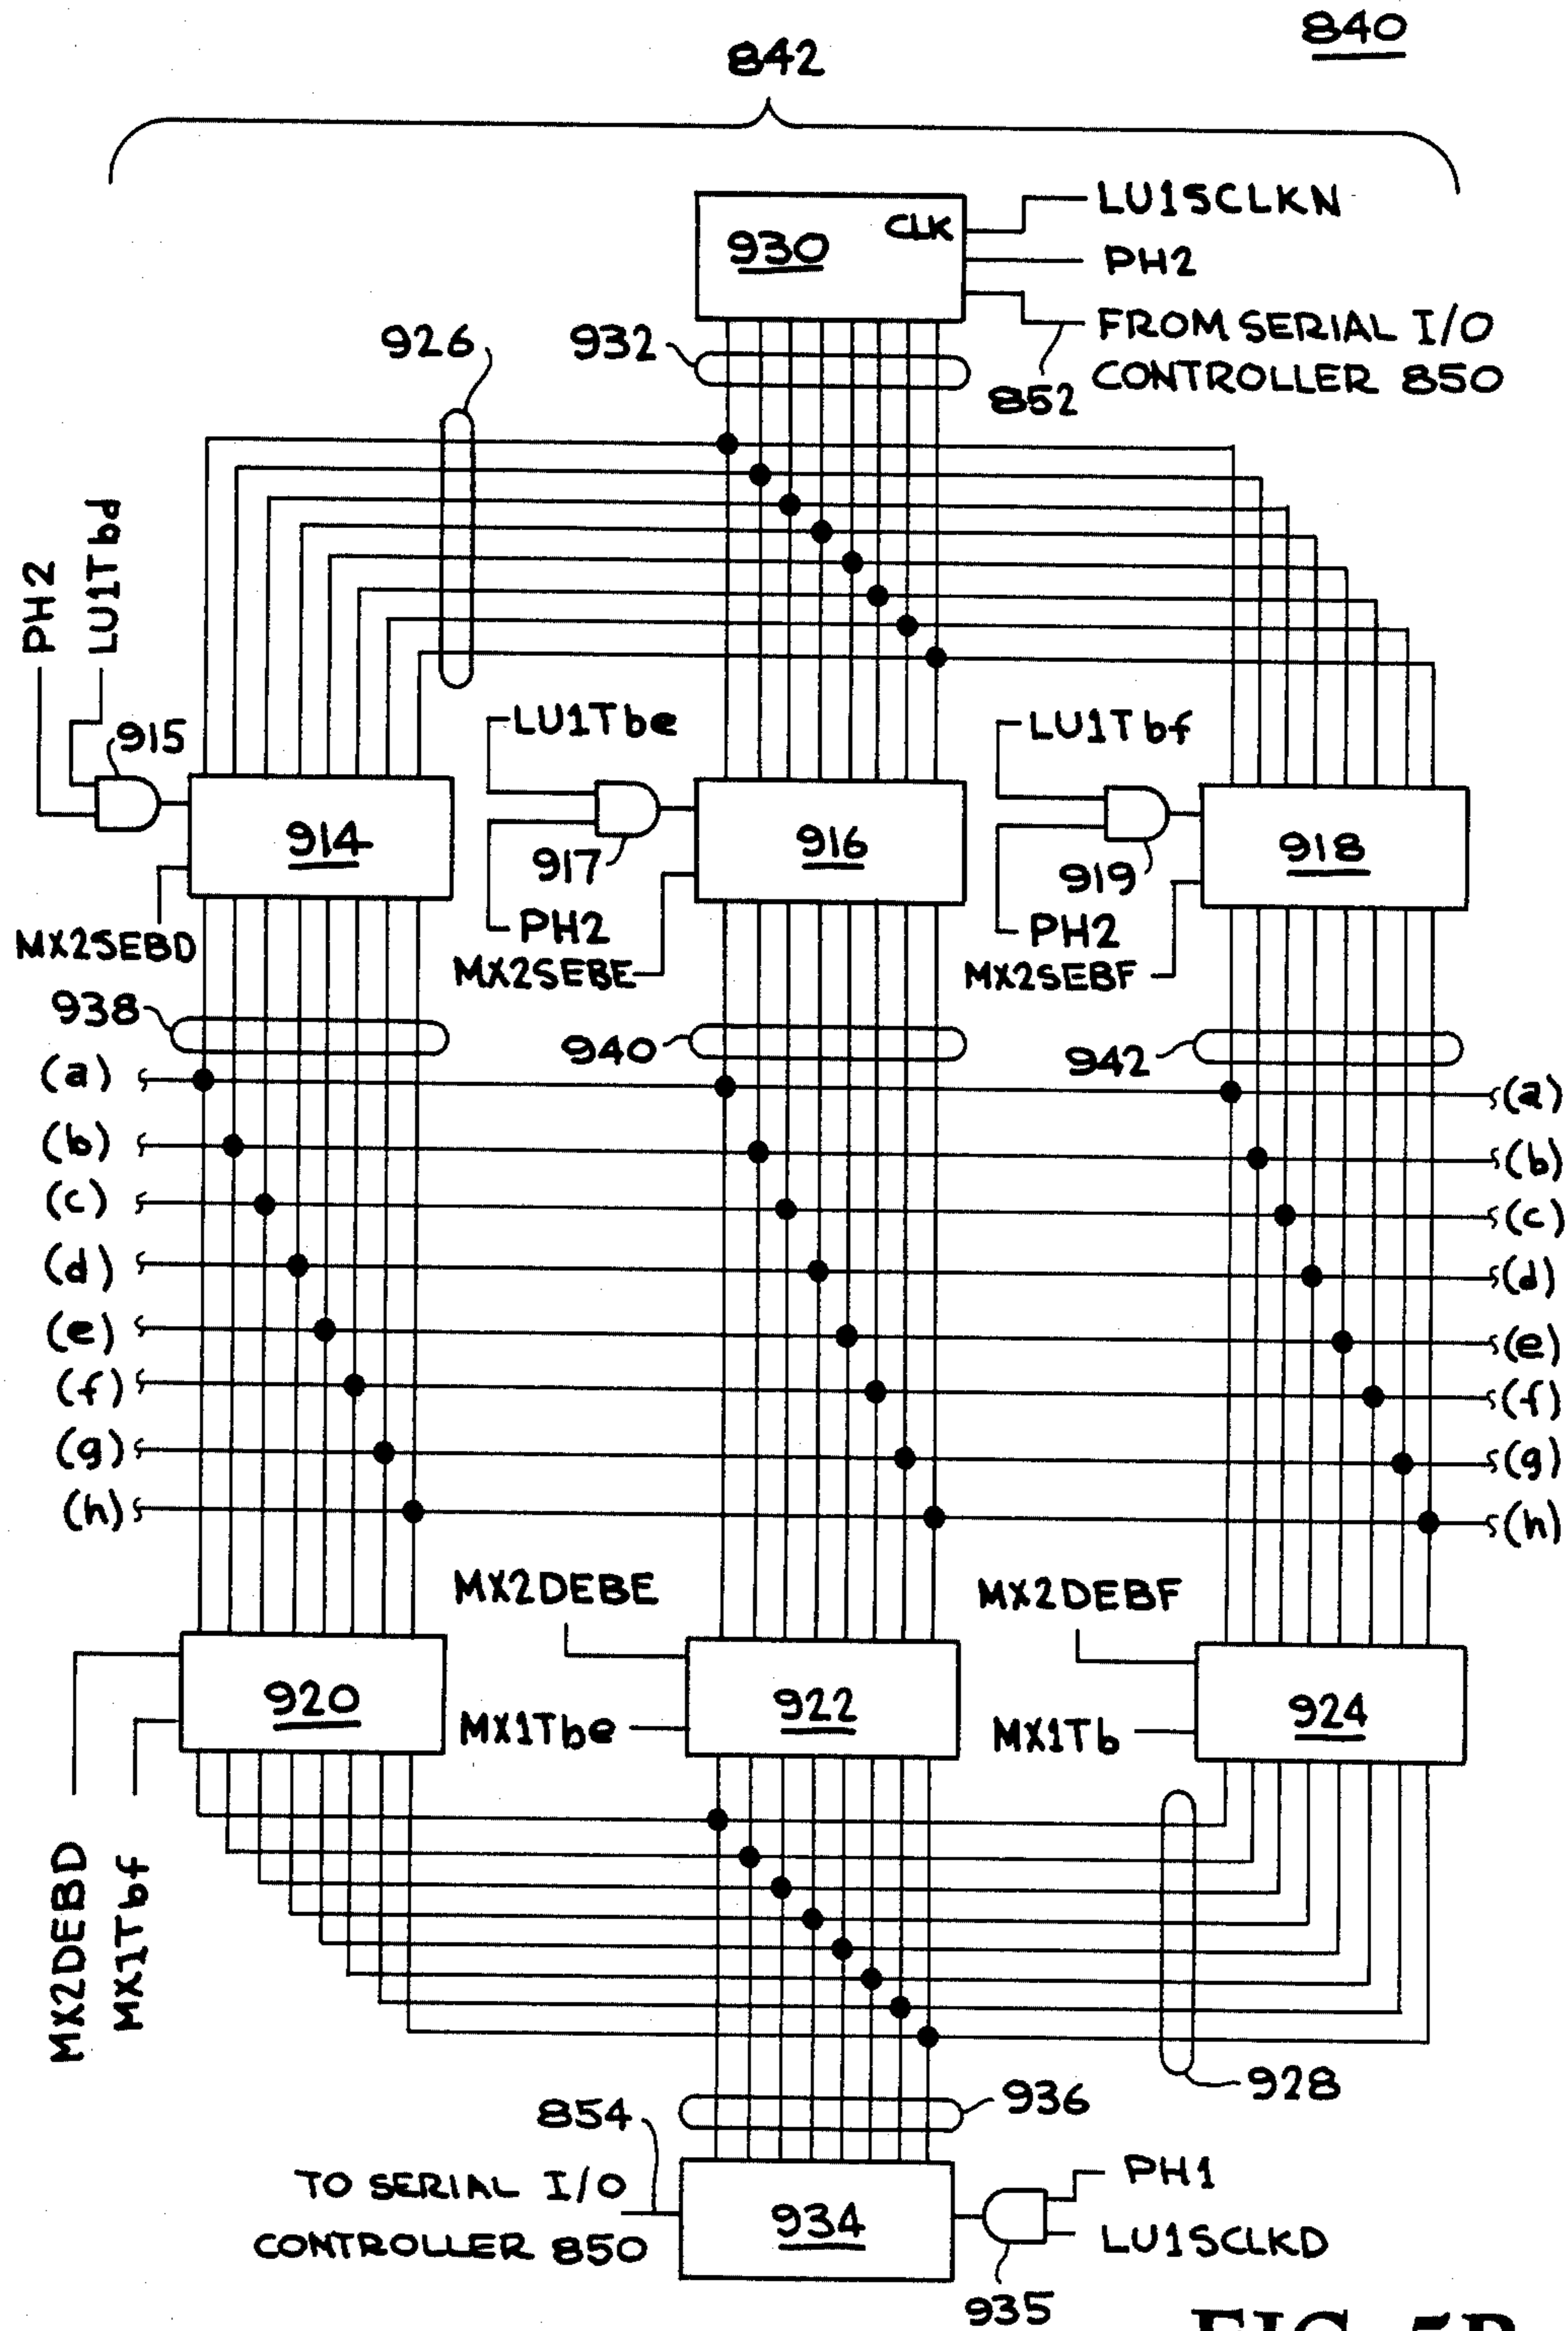 840
842
LU1SCLKN
CLK
930
PH2
FROM SERIAL I/O
CONTROLLER 850
852
926
932
PH2
LU1Tbd
915
LU1Tbe
LU1Tbf
914
917
916
919
918
PH2
PH2
MX2SEBD
MX2SEBE
MX2SEBF
938
940
942
(a)
(a)
(b)
(b)
(c)
(c)
(d)
(d)
(e)
(e)
(f)
(f)
(g)
(g)
(h)
(h)
MX2DEBE
MX2DEBF
920
922
924
MX1Tbe
MX1Tb
MX2DEBD
MX1Tbf
928
936
854
TO SERIAL I/O
CONTROLLER 850
934
PH1
LU1SCLKD
935
FIG. 5B